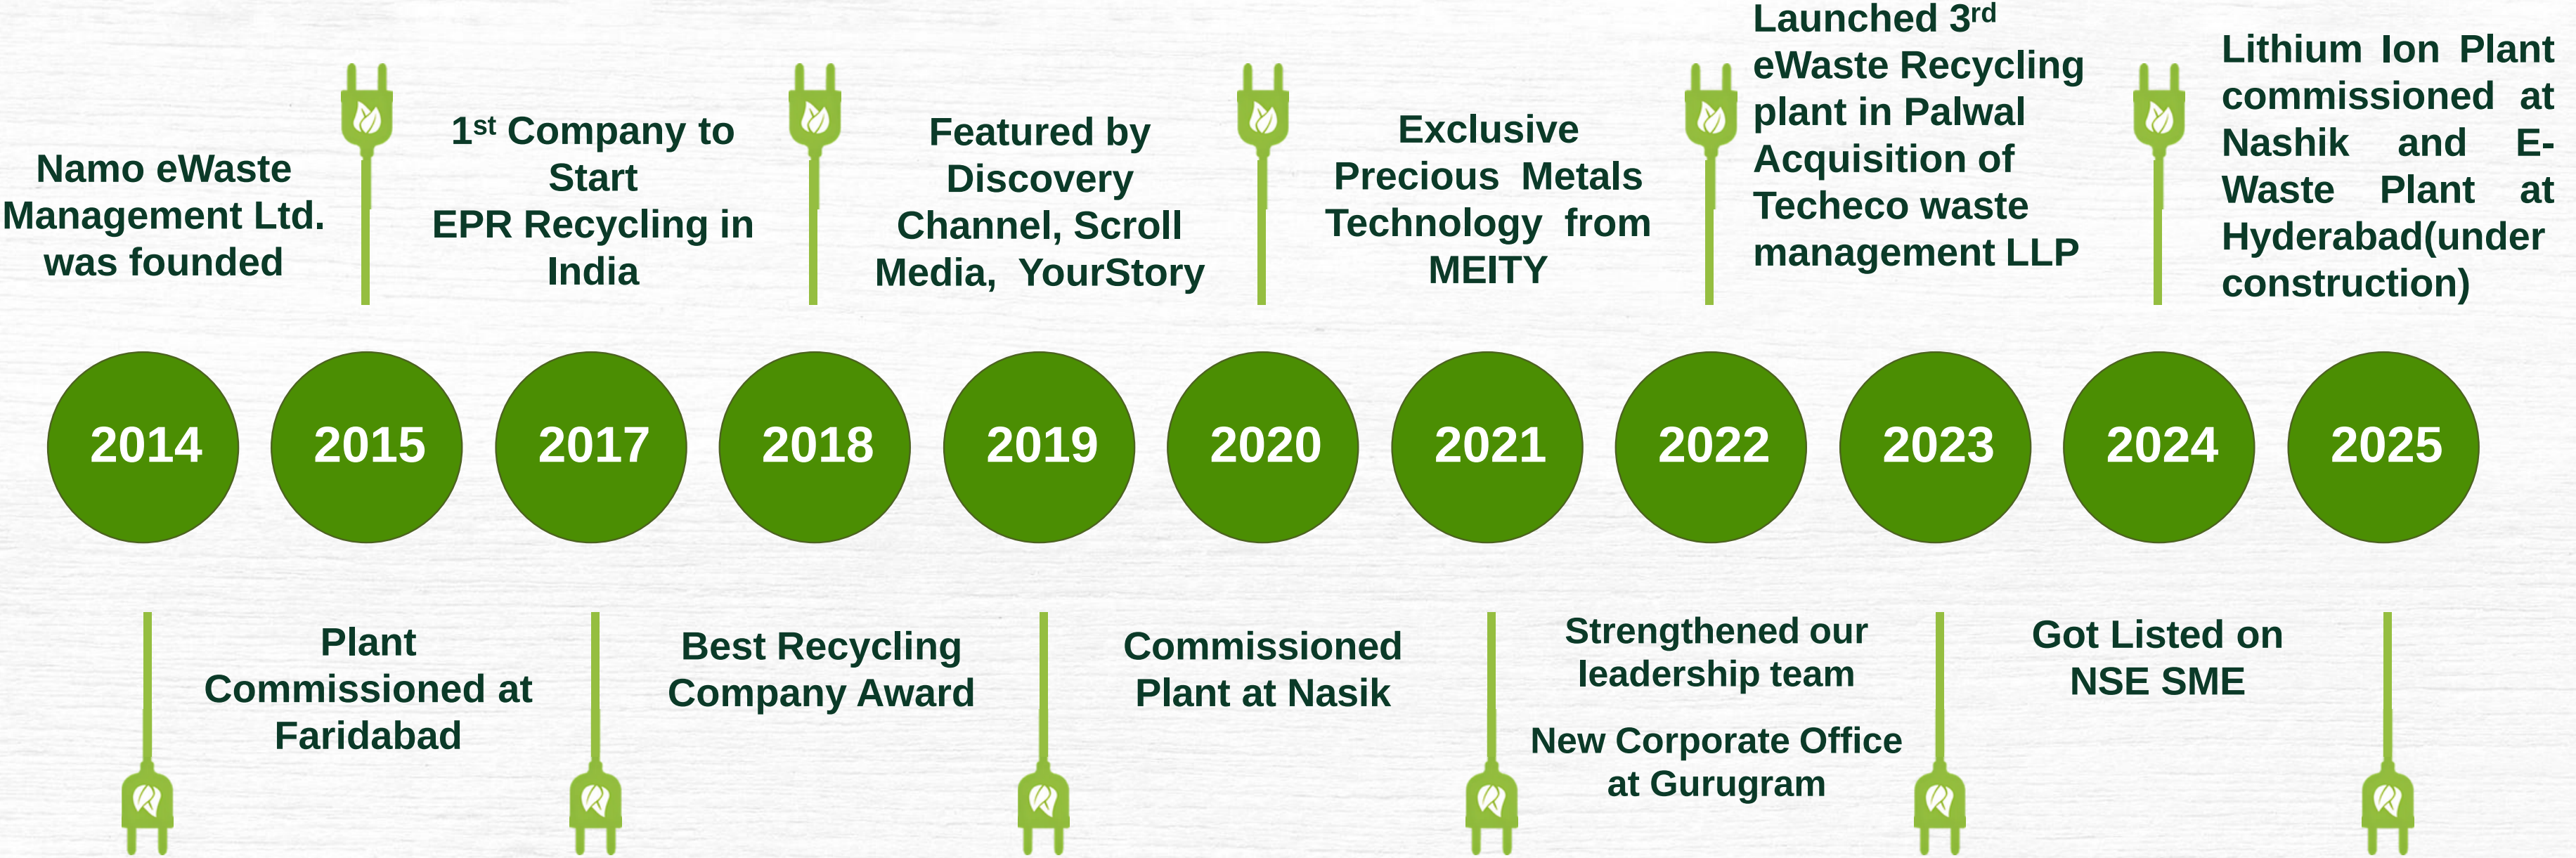 Namo eWaste
Management Ltd.
was founded
1st Company to
Start
EPR Recycling in
India
Featured by
Discovery
Channel, Scroll
Media, YourStory
Exclusive
Precious Metals
Technology from
MEITY
Launched 3rd
eWaste Recycling
plant in Palwal
Acquisition of
Techeco waste
management LLP
Lithium Ion Plant
commissioned at
Nashik and E-
Waste Plant at
Hyderabad(under
construction)
2014
2015
2017
2018
2019
2020
2021
2022
2023
2024
2025
Plant
Commissioned at
Faridabad
Best Recycling
Company Award
Commissioned
Plant at Nasik
Strengthened our
leadership team
New Corporate Office
at Gurugram
Got Listed on
NSE SME